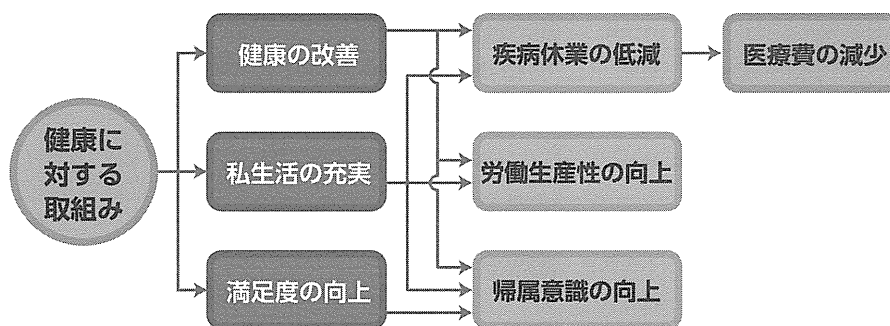 健康に
対する
取組み
健康の改善
私生活の充実
満足度の向上
疾病休業の低減
労働生産性の向上
帰属意識の向上
医療費の減少